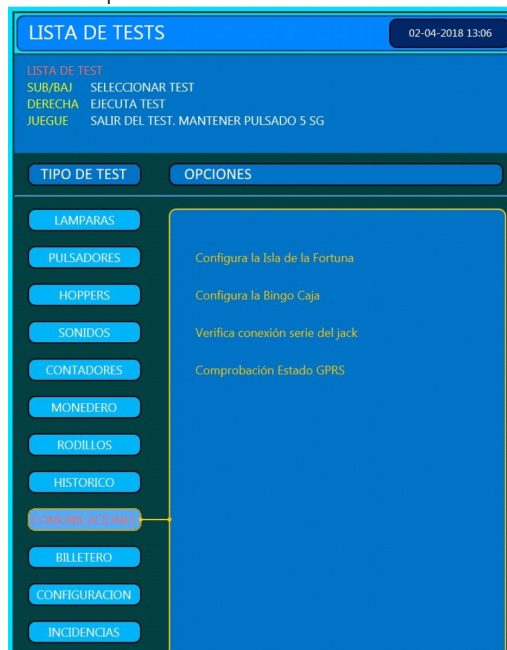 LISTA DE TESTS
02-04-2018 13:06
LISTA DE TEST
SUB/BAJ SELECCIONAR TEST
DERECHA EJECUTA TEST
JUEGUE SALIR DEL TEST. MANTENER PULSADO 5 SG
TIPO DE TEST
OPCIONES
LAMPARAS
PULSADORES
HOPPERS
SONIDOS
CONTADORES
MONEDERO
RODILLOS
HISTORICO
COMUNICACIONES
BILLETERO
CONFIGURACION
INCIDENCIAS
Configura la Isla de la Fortuna
Configura la Bingo Caja
Verifica conexión serie del jack
Comprobación Estado GPRS